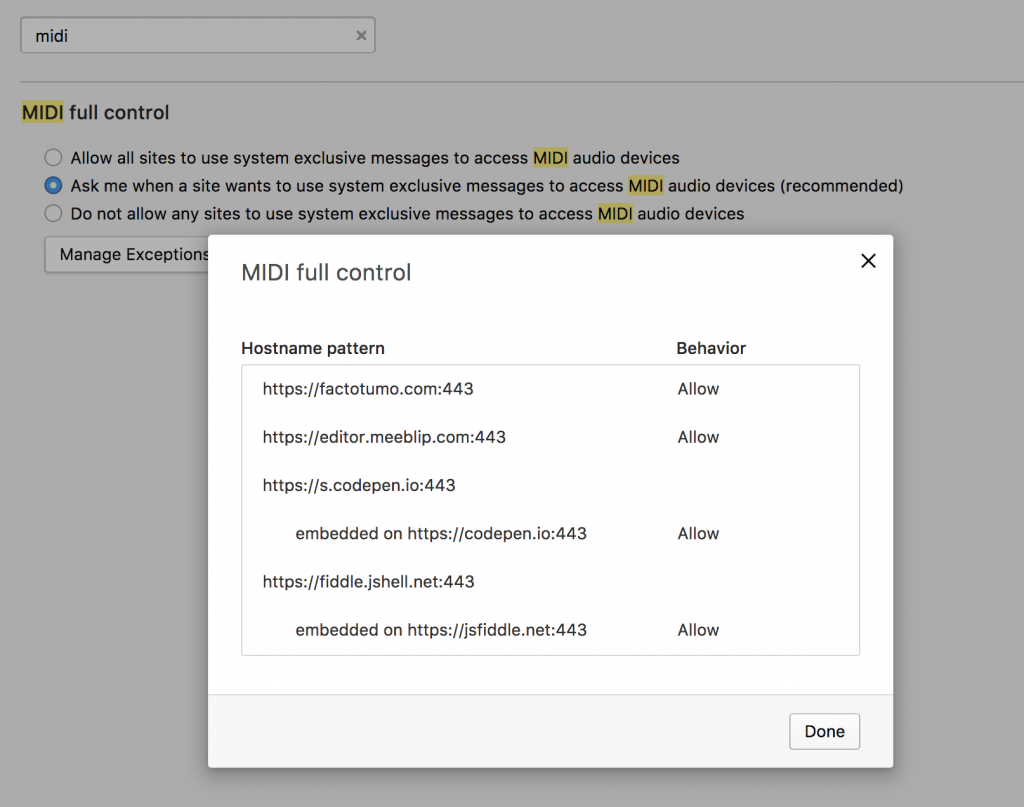 midi
MIDI full control
Allow all sites to use system exclusive messages to access MIDI audio devices
Ask me when a site wants to use system exclusive messages to access MIDI audio devices (recommended)
Do not allow any sites to use system exclusive messages to access MIDI audio devices
Manage Exceptions
MIDI full control
Hostname pattern Behavior
https://factotumo.com:443 Allow
https://editor.meeblip.com:443 Allow
https://s.codepen.io:443
embedded on https://codepen.io:443 Allow
https://fiddle.jshell.net:443
embedded on https://jsfiddle.net:443 Allow
Done